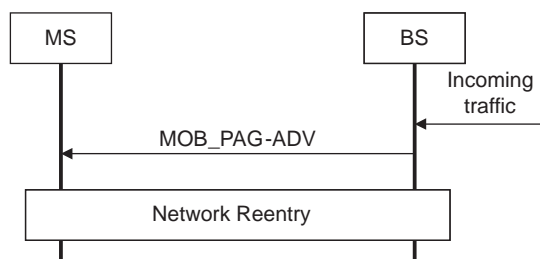 MS
BS
Incoming
traffic
MOB_PAG-ADV
Network Reentry